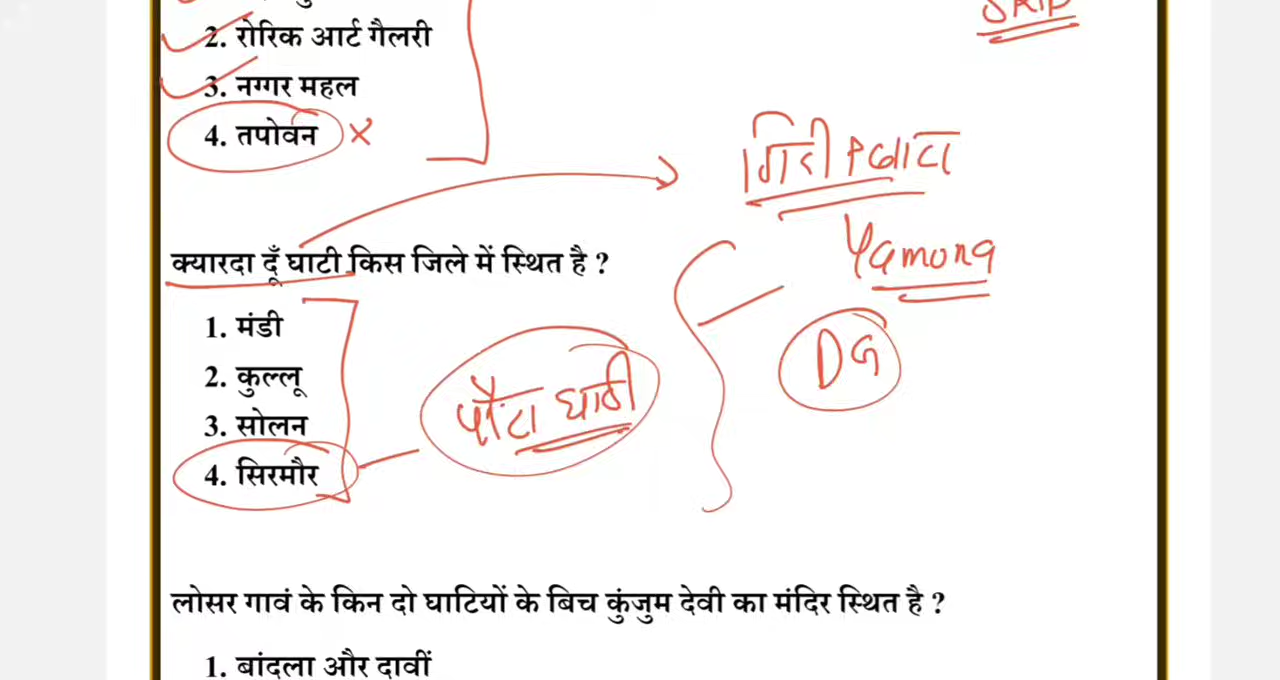 2. रोरिक आर्ट गैलरी
3. नग्गर महल
4. तपोवन
क्यारदा दूँ घाटी किस जिले में स्थित है ?
1. मंडी
2. कुल्लू
3. सोलन
4. सिरमौर
पौंटा घाटी
गिरी
Yamuna
DG
लोसर गावं के किन दो घाटियों के बिच कुंजुम देवी का मंदिर स्थित है ?
1. बांदला और दावीं